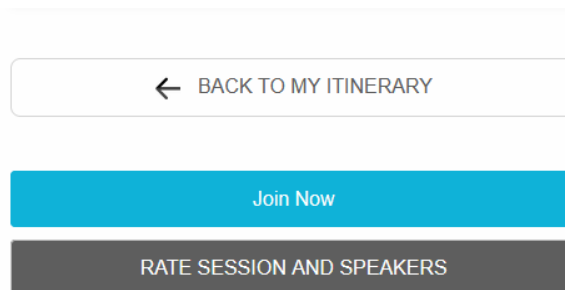 BACK TO MY ITINERARY
Join Now
RATE SESSION AND SPEAKERS